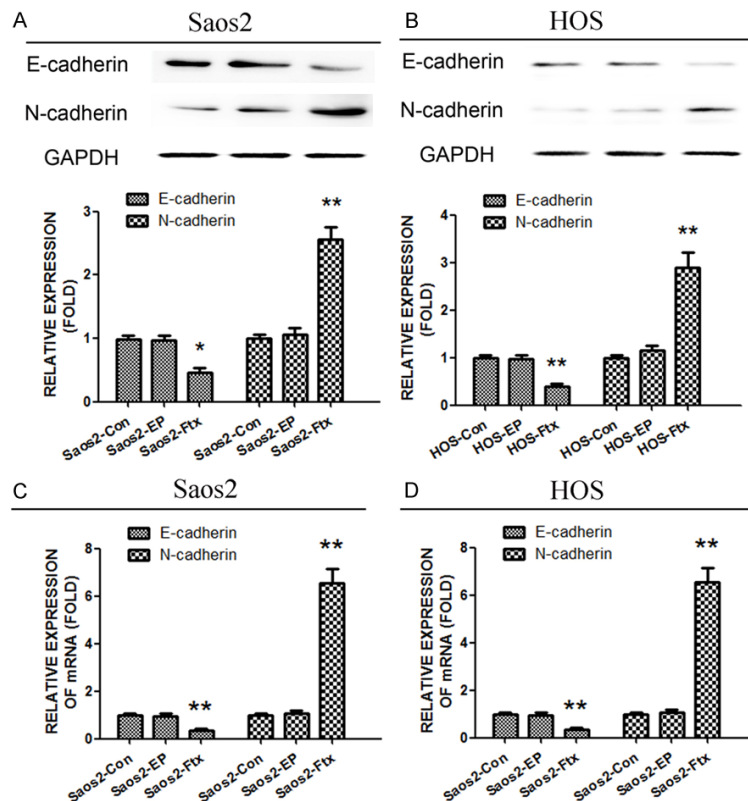 A
Saos2
E-cadherin
N-cadherin
GAPDH
E-cadherin
N-cadherin
RELATIVE EXPRESSION
(FOLD)
3
2
1
0
*
**
Saos2-Con
Saos2-EP
Saos2-Ftx
Saos2-Con
Saos2-EP
Saos2-Ftx
B
HOS
E-cadherin
N-cadherin
GAPDH
E-cadherin
N-cadherin
RELATIVE EXPRESSION
(FOLD)
4
3
2
1
0
**
**
HOS-Con
HOS-EP
HOS-Ftx
HOS-Con
HOS-EP
HOS-Ftx
C
Saos2
E-cadherin
N-cadherin
RELATIVE EXPRESSION
OF mRNA (FOLD)
8
6
4
2
0
**
**
Saos2-Con
Saos2-EP
Saos2-Ftx
Saos2-Con
Saos2-EP
Saos2-Ftx
D
HOS
E-cadherin
N-cadherin
RELATIVE EXPRESSION
OF mRNA (FOLD)
8
6
4
2
0
**
**
Saos2-Con
Saos2-EP
Saos2-Ftx
Saos2-Con
Saos2-EP
Saos2-Ftx